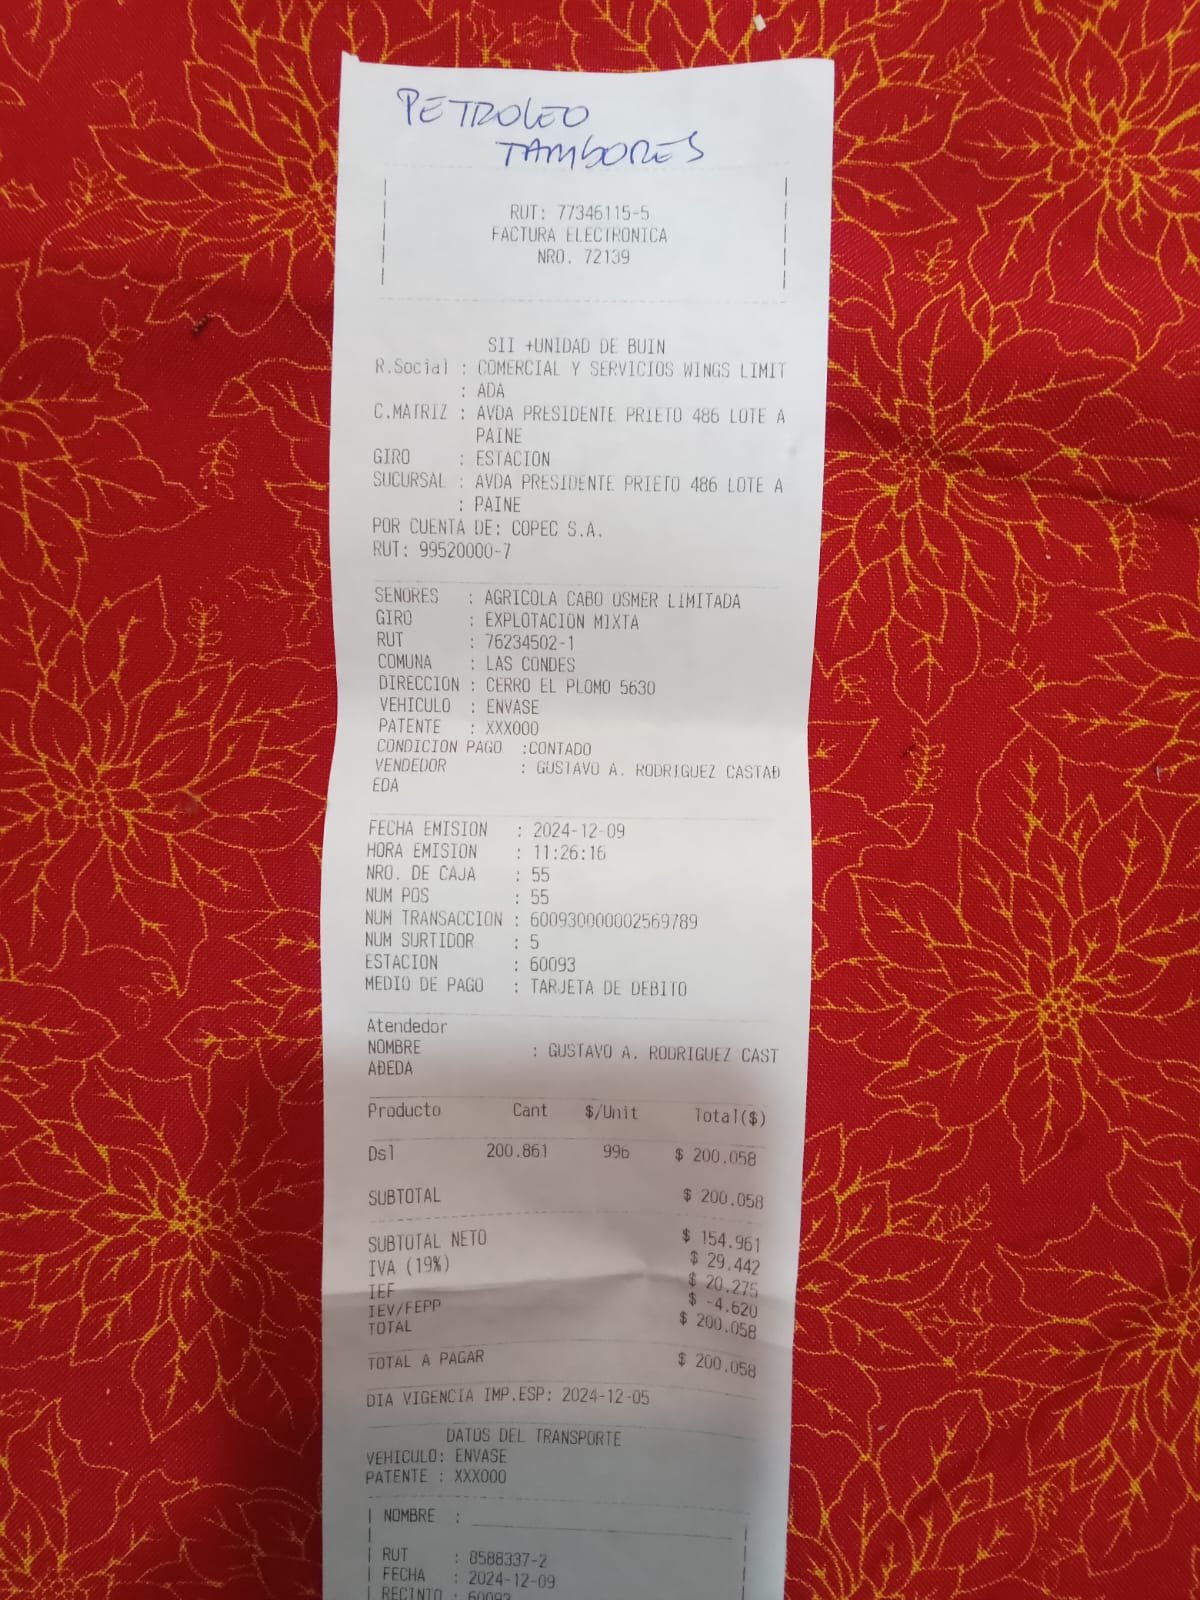 PETROLEO
TAMBORES
RUT: 77346115-5
FACTURA ELECTRONICA
NRO. 72139
SII +UNIDAD DE BUIN
R.Social : COMERCIAL Y SERVICIOS WINGS LIMIT
: ADA
C.MATRIZ : AVDA PRESIDENTE PRIETO 486 LOTE A
PAINE
GIRO : ESTACION
SUCURSAL : AVDA PRESIDENTE PRIETO 486 LOTE A
: PAINE
POR CUENTA DE: COPEC S.A.
RUT: 99520000-7
SENORES : AGRICOLA CABO OSMER LIMITADA
GIRO : EXPLOTACION MIXTA
RUT : 76234502-1
COMUNA : LAS CONDES
DIRECCION : CERRO EL PLOMO 5630
VEHICULO : ENVASE
PATENTE : XXX000
CONDICION PAGO :CONTADO
VENDEDOR : GUSTAVO A. RODRIGUEZ CASTAÐ
EDA
FECHA EMISION : 2024-12-09
HORA EMISION : 11:26:16
NRO. DE CAJA : 55
NUM POS : 55
NUM TRANSACCION : 600930000002569789
NUM SURTIDOR : 5
ESTACION : 60093
MEDIO DE PAGO : TARJETA DE DEBITO
Atendedor
NOMBRE : GUSTAVO A. RODRIGUEZ CAST
AÐEDA
Producto Cant $/Unit Total($)
Dsl 200.861 996 $ 200.058
SUBTOTAL $ 200.058
SUBTOTAL NETO $ 154.961
IVA (19%) $ 29.442
IEF $ 20.275
IEV/FEPP $ -4.620
TOTAL $ 200.058
TOTAL A PAGAR $ 200.058
DIA VIGENCIA IMP.ESP: 2024-12-05
DATOS DEL TRANSPORTE
VEHICULO: ENVASE
PATENTE : XXX000
NOMBRE :
RUT : 8588337-2
FECHA : 2024-12-09
RECINTO : 60093